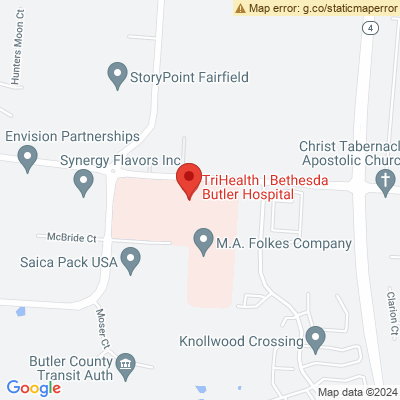 Map error: g.co/staticmaperror
Hunters Moon Ct
4
StoryPoint Fairfield
Envision Partnerships
Synergy Flavors Inc
Christ Tabernacl
Apostolic Churc
TriHealth | Bethesda
Butler Hospital
McBride Ct
M.A. Folkes Company
Saica Pack USA
Moser Ct
Clarion Ct
Knollwood Crossing
Butler County
Transit Auth
Google
Map data ©2024